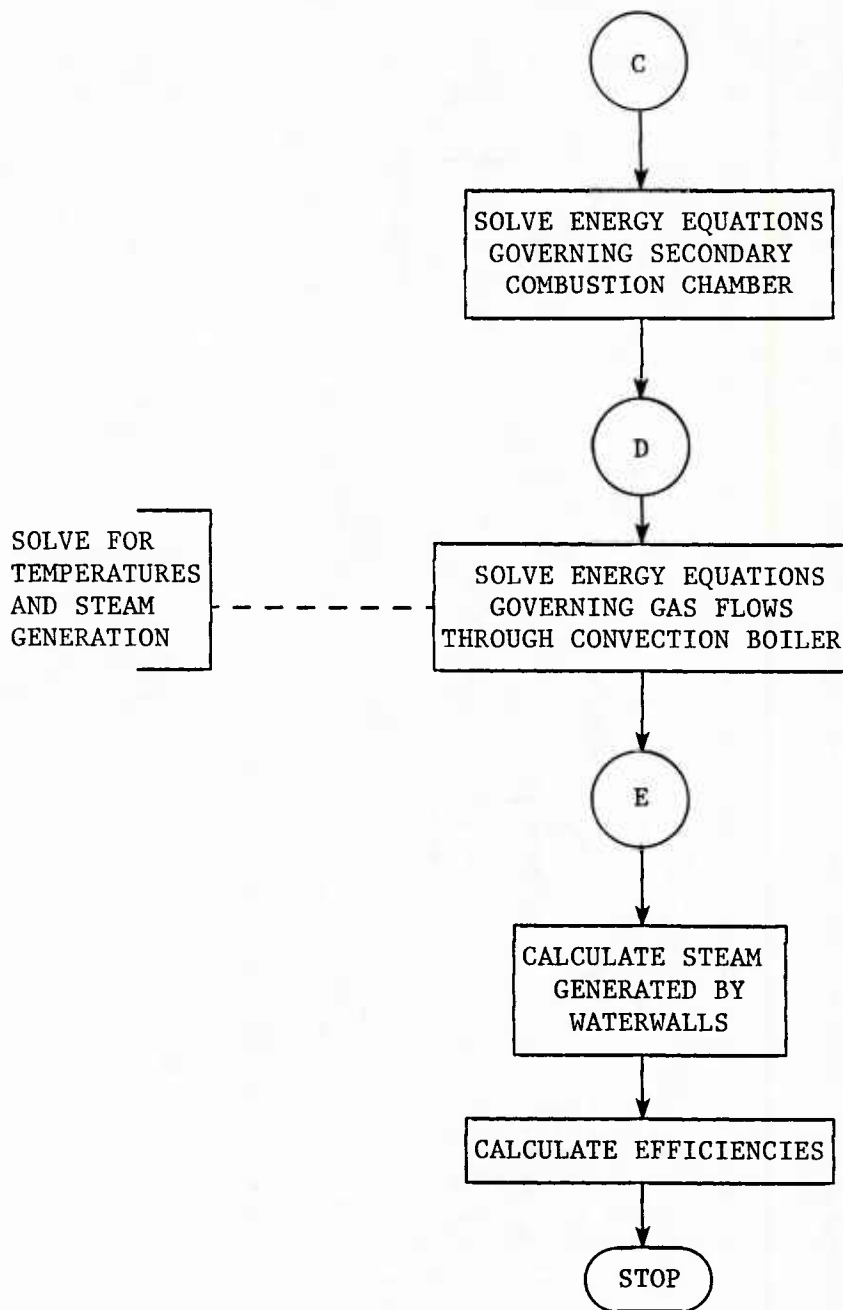 C
SOLVE ENERGY EQUATIONS
GOVERNING SECONDARY
COMBUSTION CHAMBER
D
SOLVE FOR
TEMPERATURES
AND STEAM
GENERATION
SOLVE ENERGY EQUATIONS
GOVERNING GAS FLOWS
THROUGH CONVECTION BOILER
E
CALCULATE STEAM
GENERATED BY
WATERWALLS
CALCULATE EFFICIENCIES
STOP